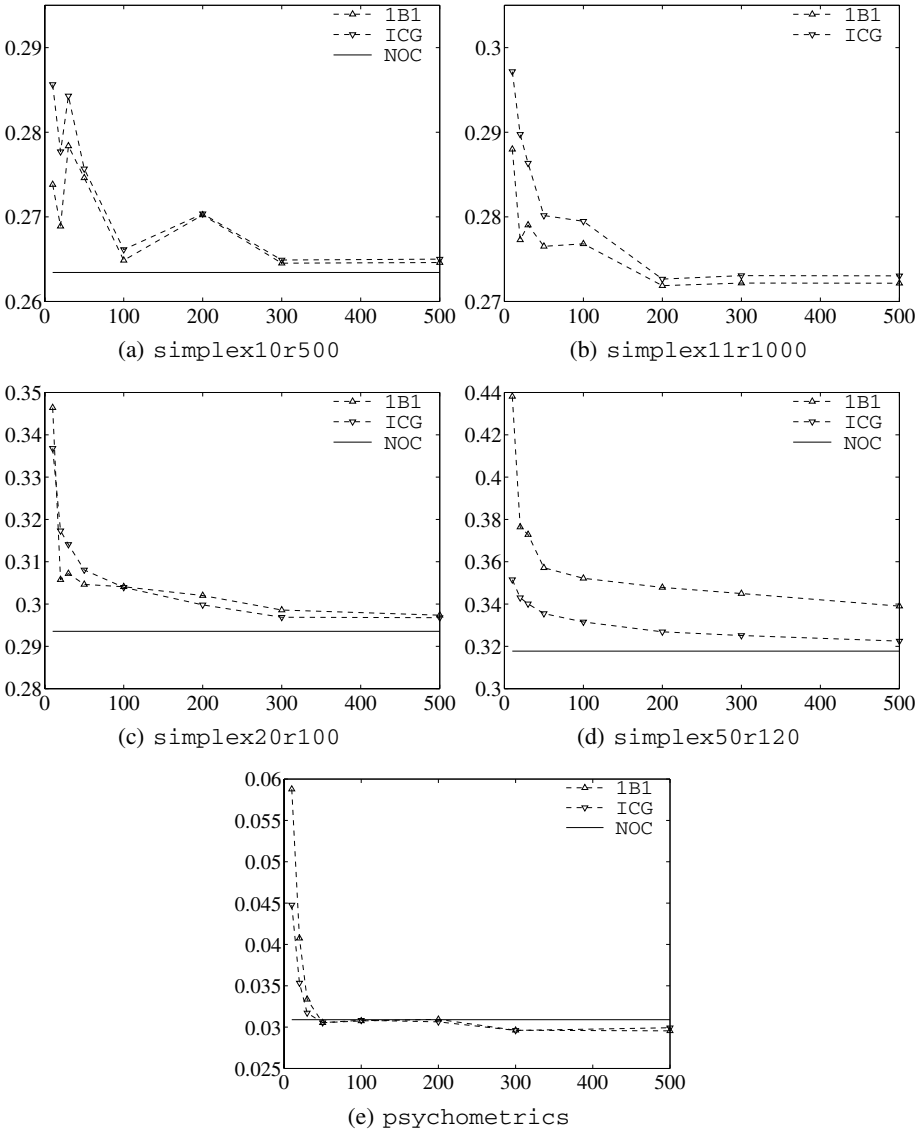 0.295
0.29
0.28
0.27
0.26
0 100 200 300 400 500
1B1
ICG
NOC
(a) simplex10r500
0.3
0.29
0.28
0.27
0 100 200 300 400 500
1B1
ICG
(b) simplex11r1000
0.35
0.34
0.33
0.32
0.31
0.3
0.29
0.28
0 100 200 300 400 500
1B1
ICG
NOC
(c) simplex20r100
0.44
0.42
0.4
0.38
0.36
0.34
0.32
0.3
0 100 200 300 400 500
1B1
ICG
NOC
(d) simplex50r120
0.06
0.055
0.05
0.045
0.04
0.035
0.03
0.025
0 100 200 300 400 500
1B1
ICG
NOC
(e) psychometrics